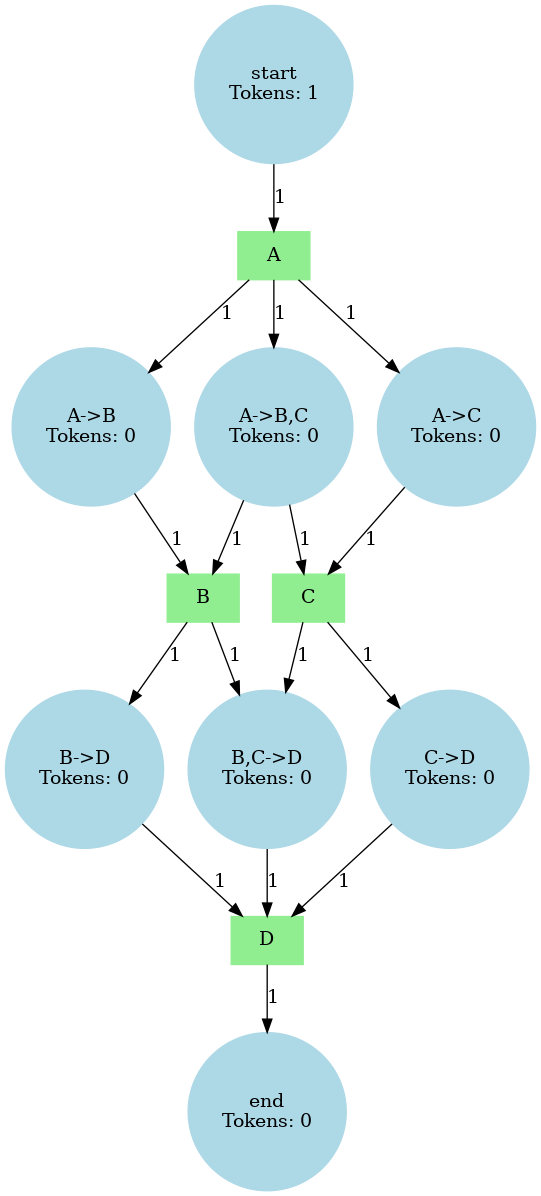 start
Tokens: 1
1
A
1
1
1
A->B
Tokens: 0
A->B,C
Tokens: 0
A->C
Tokens: 0
1
1
1
1
B
C
1
1
1
1
B->D
Tokens: 0
B,C->D
Tokens: 0
C->D
Tokens: 0
1
1
1
D
1
end
Tokens: 0